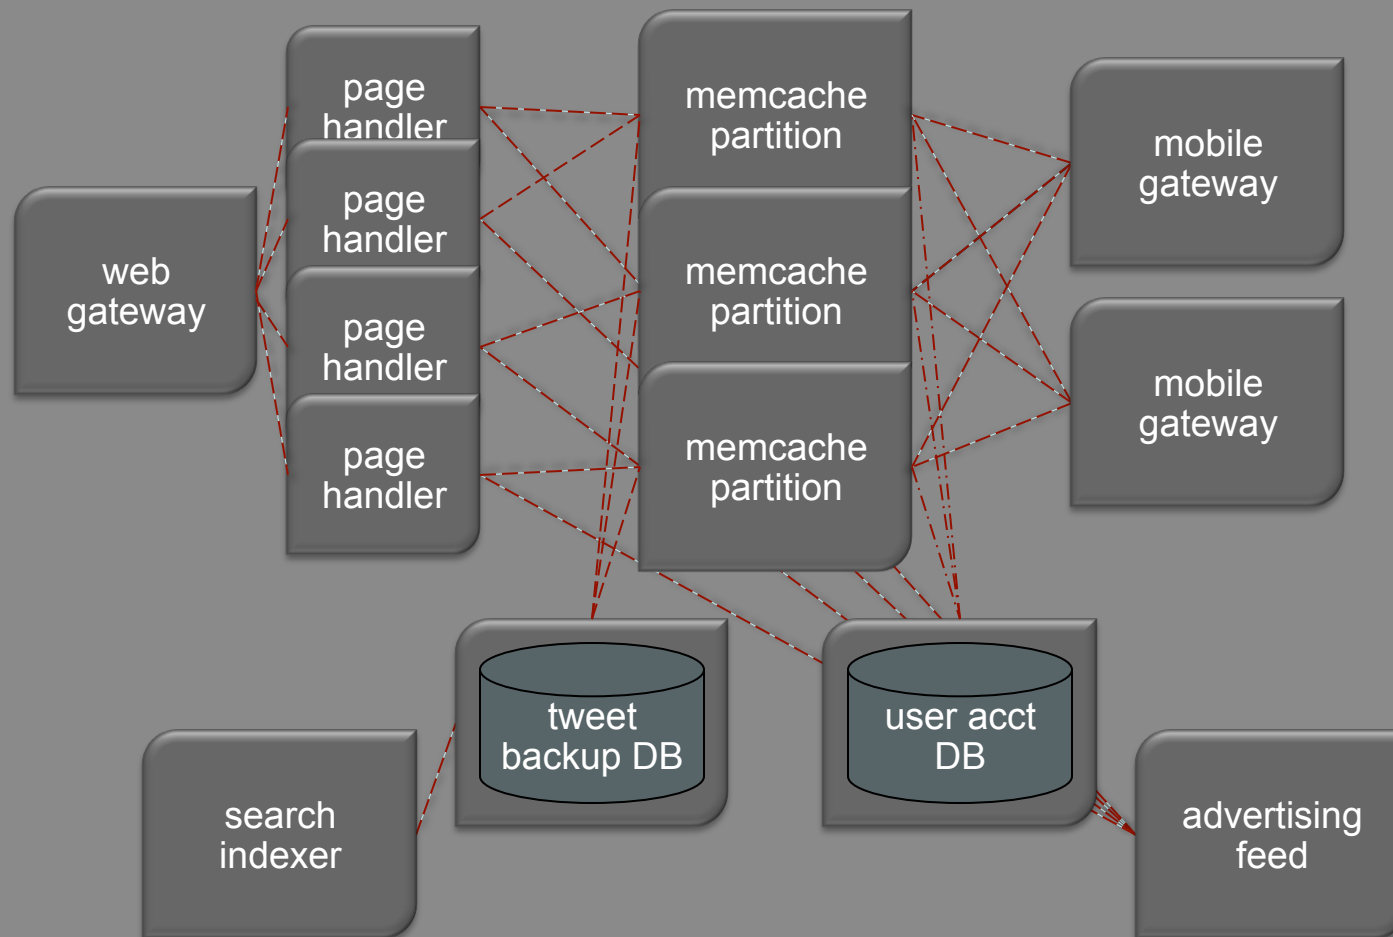 web
gateway
page
handler
page
handler
page
handler
page
handler
memcache
partition
memcache
partition
memcache
partition
mobile
gateway
mobile
gateway
tweet
backup DB
user acct
DB
search
indexer
advertising
feed